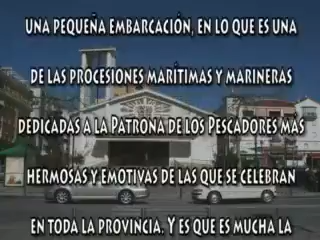 UNA PEQUEÑA EMBARCACIÓN, EN LO QUE ES UNA
DE LAS PROCESIONES MARÍTIMAS Y MARINERAS
DEDICADAS A LA PATRONA DE LOS PESCADORES MÁS
HERMOSAS Y EMOTIVAS DE LAS QUE SE CELEBRAN
EN TODA LA PROVINCIA. Y ES QUE ES MUCHA LA